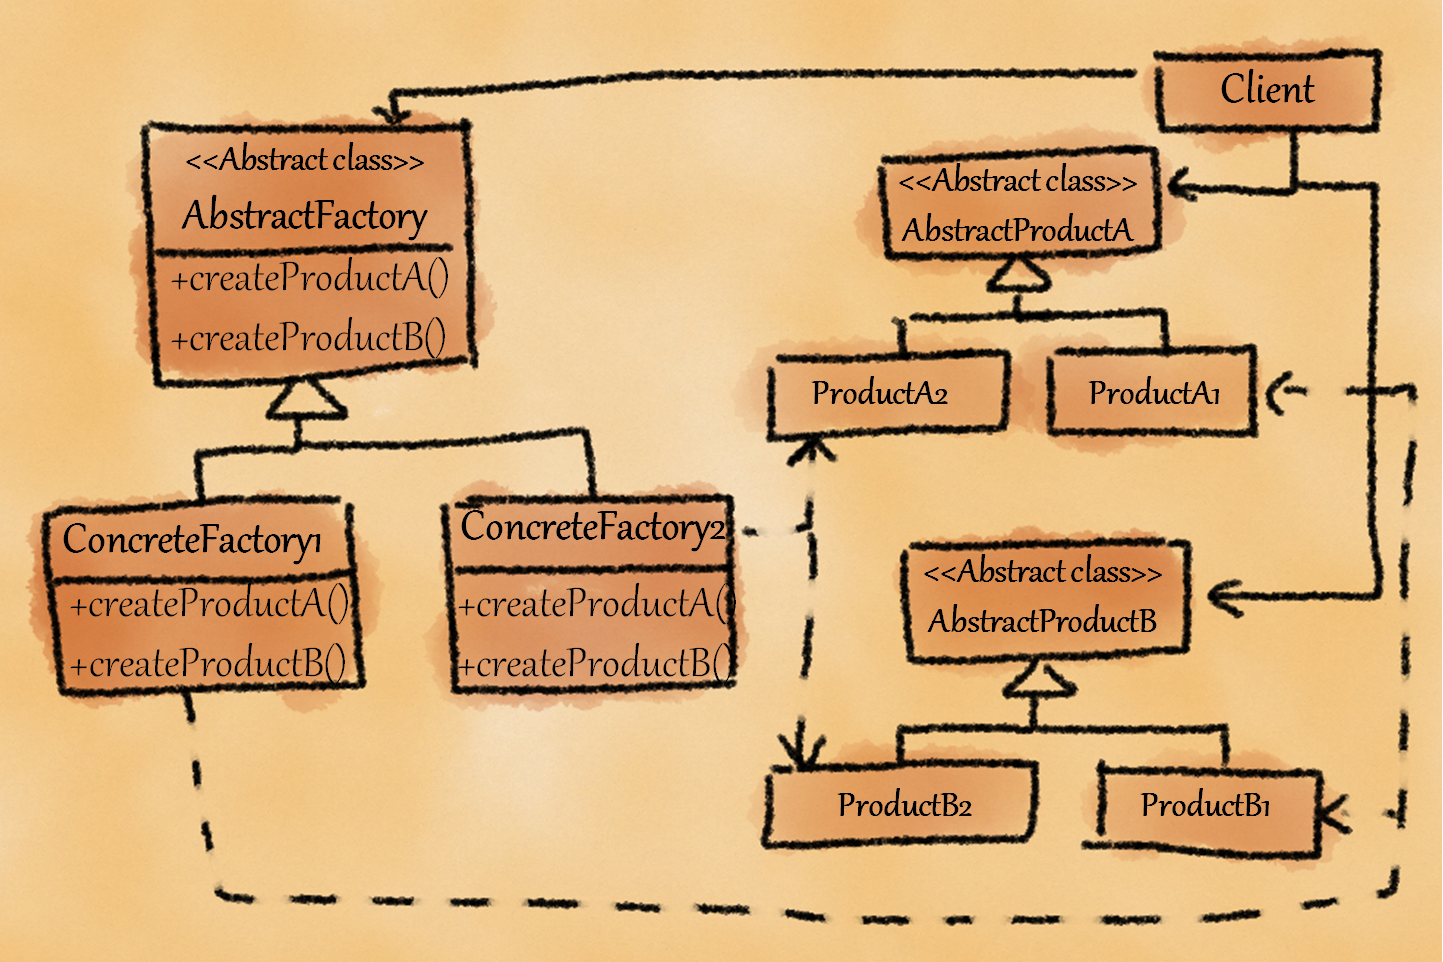 Client
<<Abstract class>>
AbstractFactory
+createProductA()
+createProductB()
<<Abstract class>>
AbstractProductA
ProductA2
ProductA1
ConcreteFactory1
+createProductA()
+createProductB()
ConcreteFactory2
+createProductA()
+createProductB()
<<Abstract class>>
AbstractProductB
ProductB2
ProductB1